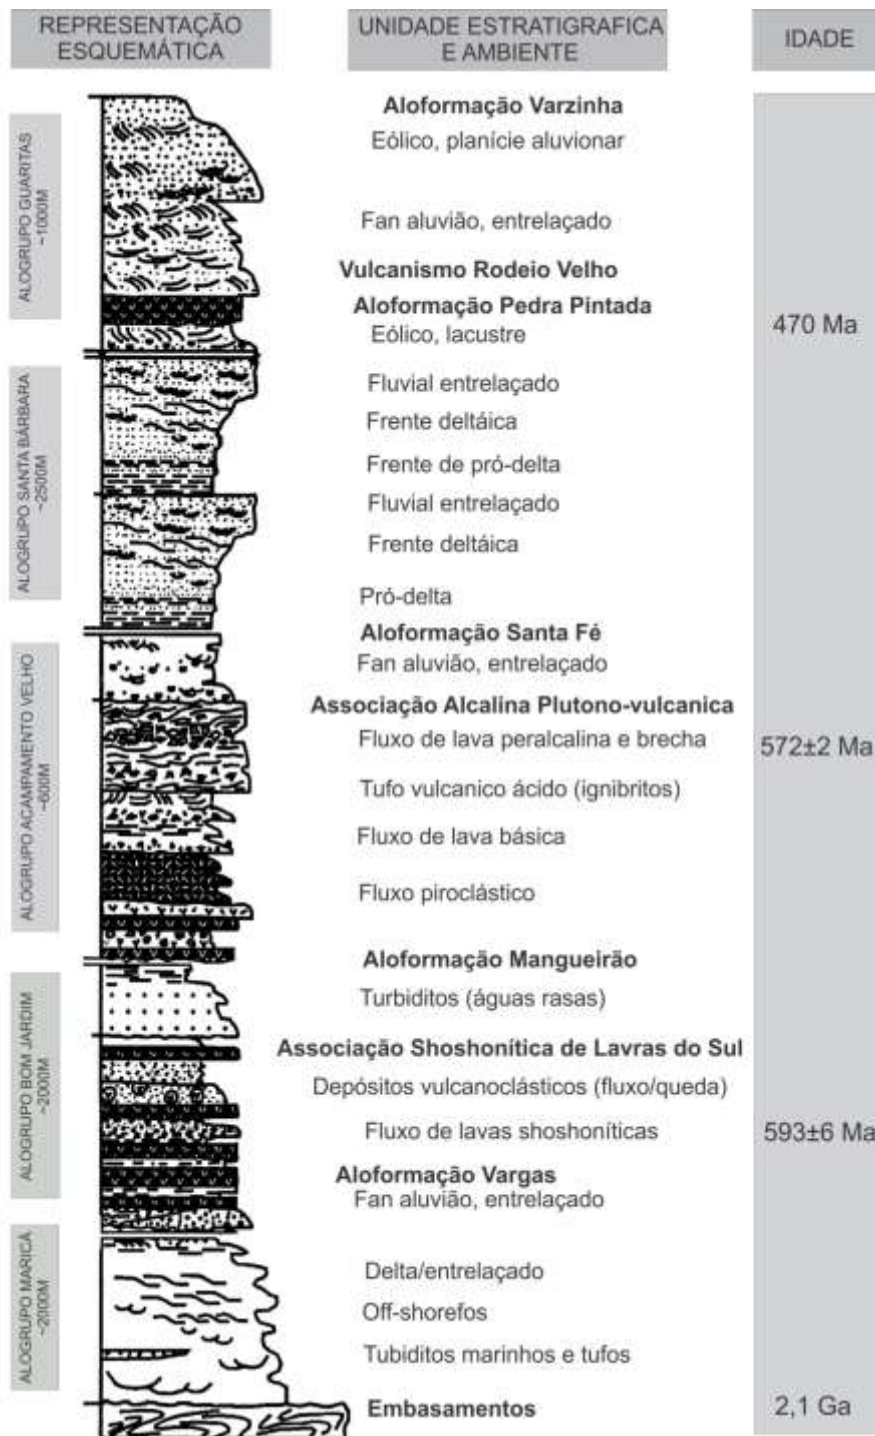 REPRESENTAÇÃO
ESQUEMÁTICA
UNIDADE ESTRATIGRAFICA
E AMBIENTE
IDADE
ALOGRUPO GUARITAS
~1000M
Aloformação Varzinha
Eólico, planície aluvionar
Fan aluvião, entrelaçado
Vulcanismo Rodeio Velho
Aloformação Pedra Pintada
470 Ma
Eólico, lacustre
ALOGRUPO SANTA BÁRBARA
~2500M
Fluvial entrelaçado
Frente deltáica
Frente de pró-delta
Fluvial entrelaçado
Frente deltáica
Pró-delta
Aloformação Santa Fé
Fan aluvião, entrelaçado
ALOGRUPO ACAMPAMENTO VELHO
~600M
Associação Alcalina Plutono-vulcanica
Fluxo de lava peralcalina e brecha
572±2 Ma
Tufo vulcanico ácido (ignibritos)
Fluxo de lava básica
Fluxo piroclástico
Aloformação Mangueirão
Turbiditos (águas rasas)
ALOGRUPO BOM JARDIM
~2000M
Associação Shoshonítica de Lavras do Sul
Depósitos vulcanoclásticos (fluxo/queda)
Fluxo de lavas shoshoníticas
593±6 Ma
Aloformação Vargas
Fan aluvião, entrelaçado
ALOGRUPO MARICÁ
~2000M
Delta/entrelaçado
Off-shorefos
Tubiditos marinhos e tufos
Embasamentos
2,1 Ga